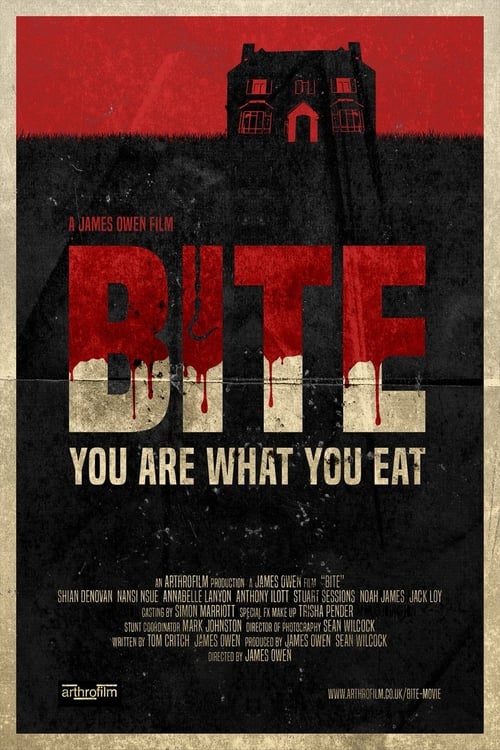 A JAMES OWEN FILM
BITE
YOU ARE WHAT YOU EAT
AN ARTHROFILM PRODUCTION A JAMES OWEN FILM "BITE"
SHIAN DENOVAN NANSI NSUE ANNABELLE LANYON ANTHONY ILOTT STUART SESSIONS NOAH JAMES JACK LOY
CASTING BY SIMON MARRIOTT SPECIAL FX MAKE UP TRISHA PENDER
STUNT COORDINATOR MARK JOHNSTON DIRECTOR OF PHOTOGRAPHY SEAN WILCOCK
WRITTEN BY TOM CRITCH JAMES OWEN PRODUCED BY JAMES OWEN SEAN WILCOCK
DIRECTED BY JAMES OWEN
arthrofilm
WWW.ARTHROFILM.CO.UK/BITE-MOVIE